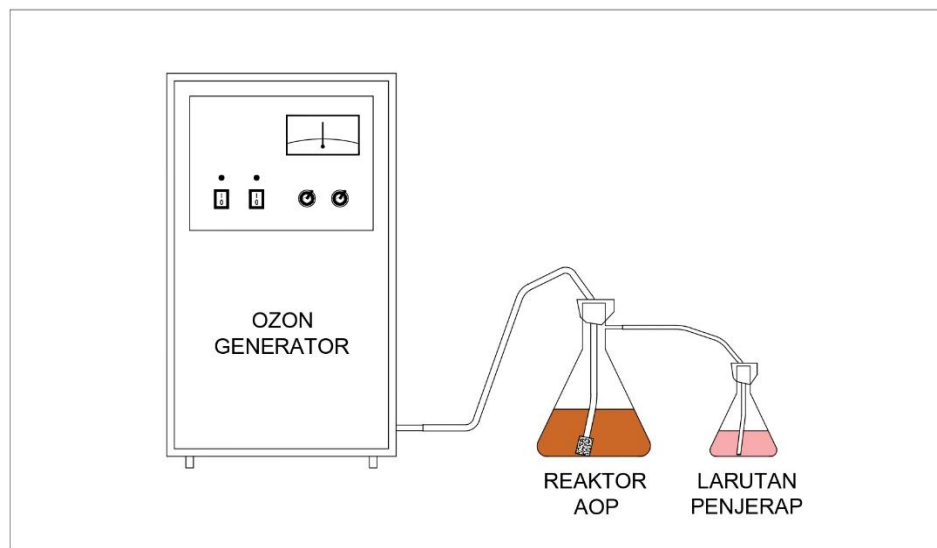 I
O
I
O
OZON
GENERATOR
REAKTOR
AOP
LARUTAN
PENJERAP